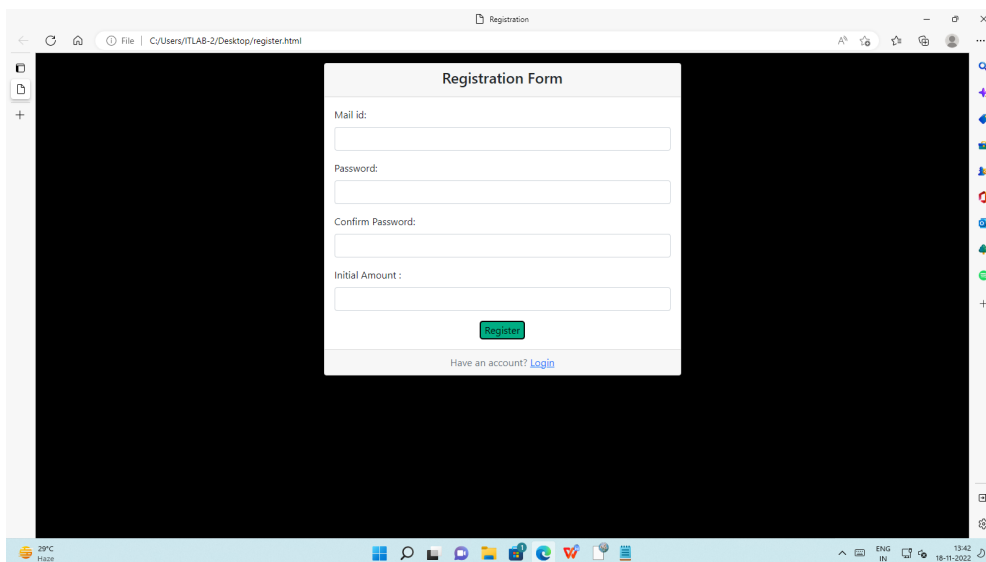 Registration
File | C:/Users/ITLAB-2/Desktop/register.html
Registration Form
Mail id:
Password:
Confirm Password:
Initial Amount :
Register
Have an account? Login
29°C
Haze
ENG
IN
13:42
18-11-2022